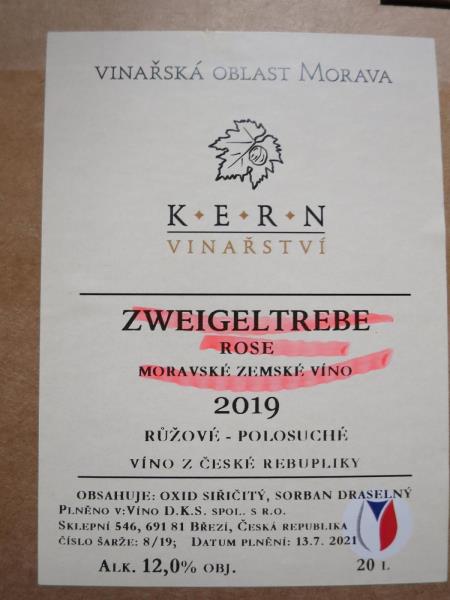 VINAŘSKÁ OBLAST MORAVA
K • E • R • N
VINAŘSTVÍ
ZWEIGELTREBE
ROSE
MORAVSKÉ ZEMSKÉ VÍNO
2019
RŮŽOVÉ - POLOSUCHÉ
VÍNO Z ČESKÉ REBUPLIKY
OBSAHUJE: OXID SIŘIČITÝ, SORBAN DRASELNÝ
PLNĚNO V:VÍNO D.K.S. SPOL. S R.O.
SKLEPNÍ 546, 691 81 BŘEZÍ, ČESKÁ REPUBLIKA
ČÍSLO ŠARŽE: 8/19; DATUM PLNĚNÍ: 13.7. 2021
ALK. 12,0% OBJ. 20 L